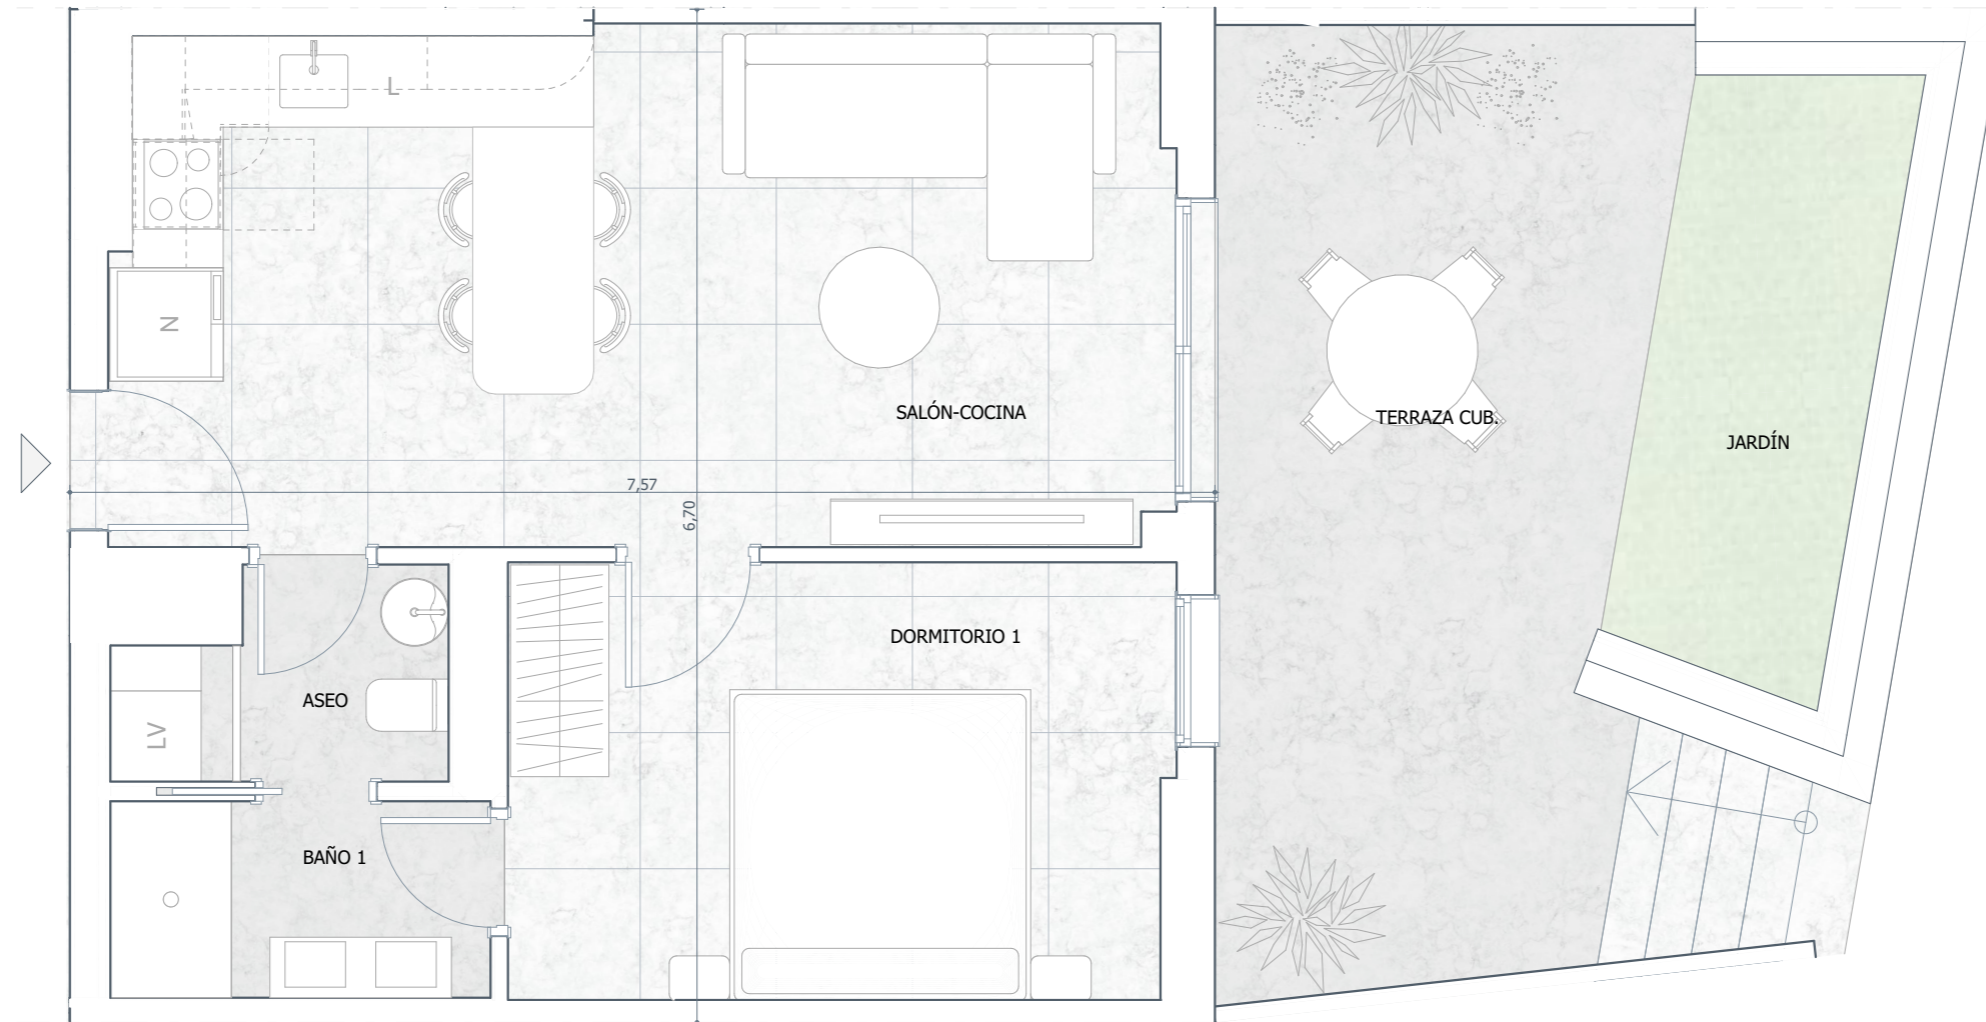 L
N
SALÓN-COCINA
TERRAZA CUB.
JARDÍN
7,57
6,70
DORMITORIO 1
ASEO
LV
BAÑO 1